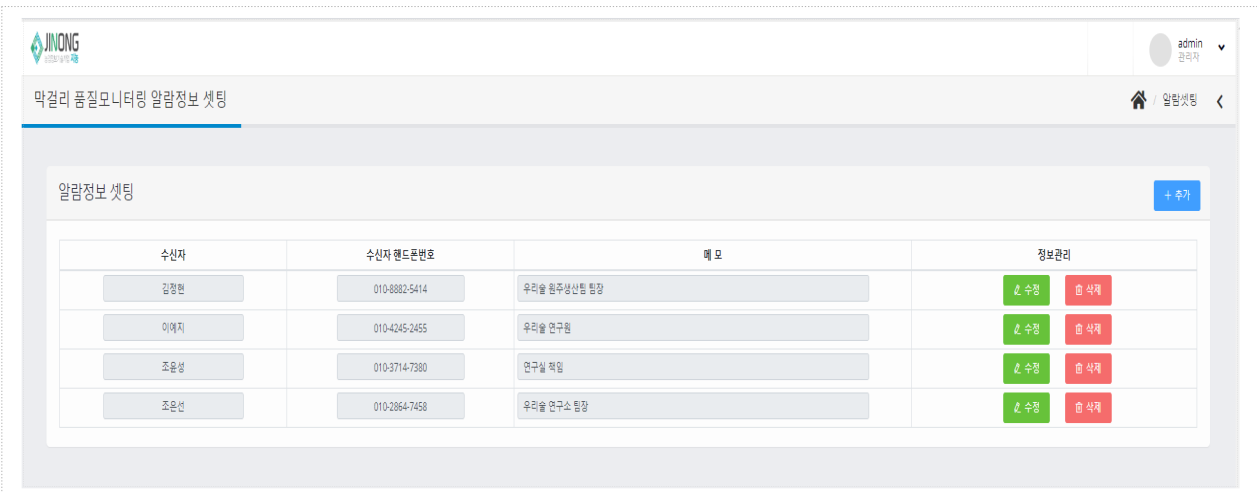 JINONG
admin
관리자
막걸리 품질모니터링 알람정보 셋팅
/ 알람셋팅
알람정보 셋팅
+ 추가
수신자 수신자 핸드폰번호 메 모 정보관리
김정현 010-8882-5414 우리술 원주생산팀 팀장 수정 삭제
이예지 010-4245-2455 우리술 연구원 수정 삭제
조윤성 010-3714-7380 연구실 책임 수정 삭제
조은선 010-2864-7458 우리술 연구소 팀장 수정 삭제